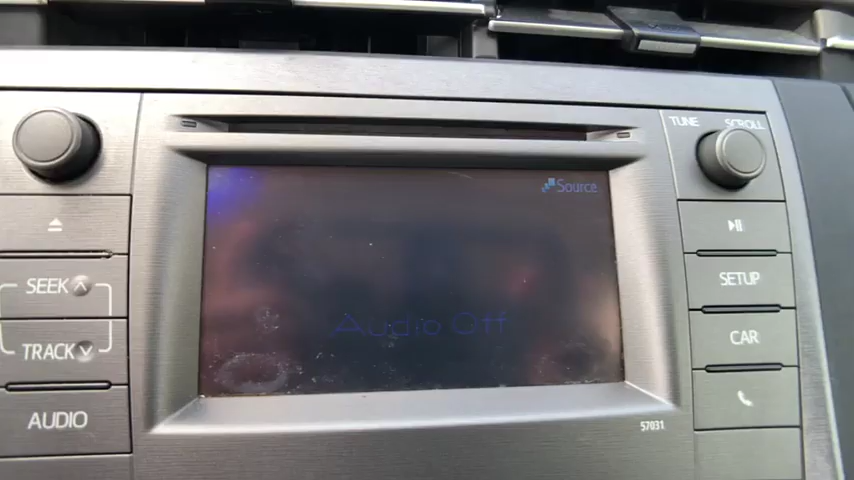 TUNE SCROLL
Source
SEEK
SETUP
Audio Off
TRACK
CAR
AUDIO
57031